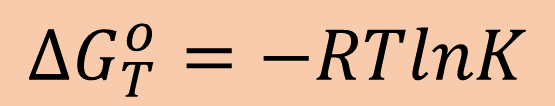 ΔG_T^o = −RTlnK